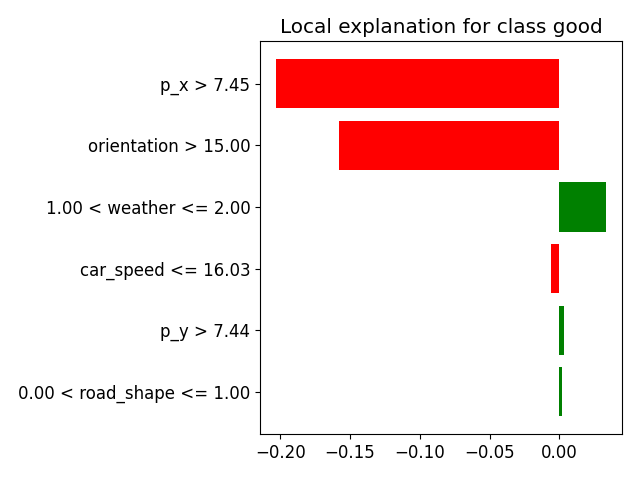 Local explanation for class good
p_x > 7.45
orientation > 15.00
1.00 < weather <= 2.00
car_speed <= 16.03
p_y > 7.44
0.00 < road_shape <= 1.00
−0.20 −0.15 −0.10 −0.05 0.00